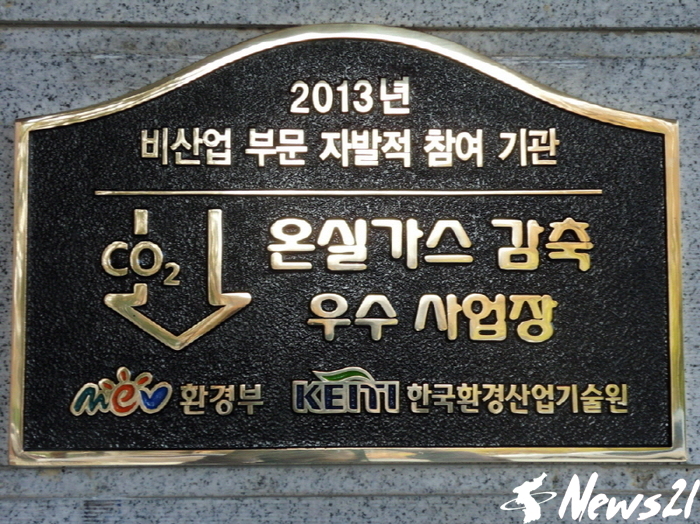 2013년
비산업 부문 자발적 참여 기관
CO2
온실가스 감축
우수 사업장
mev 환경부
KEITI 한국환경산업기술원
News21